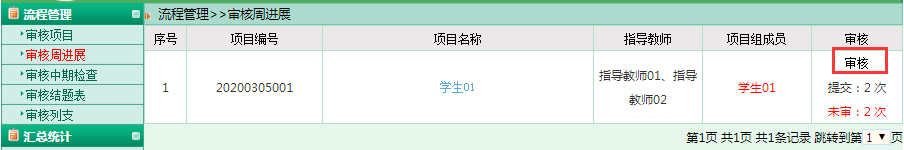 流程管理
审核项目
审核周进展
审核中期检查
审核结题表
审核列支
汇总统计
流程管理>>审核周进展
序号 项目编号 项目名称 指导教师 项目组成员 审核
1 20200305001 学生01 指导教师01、指导教师02 学生01 审核
提交：2 次
未审：2 次
第1页 共1页 共1条记录 跳转到第 1 页